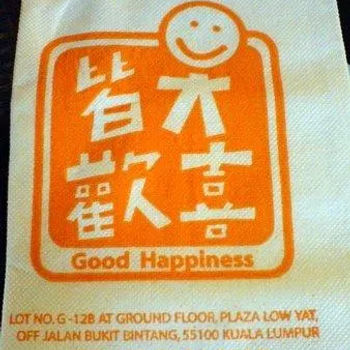 皆大
歡喜
Good Happiness
LOT NO. G -12B AT GROUND FLOOR, PLAZA LOW YAT,
OFF JALAN BUKIT BINTANG, 55100 KUALA LUMPUR